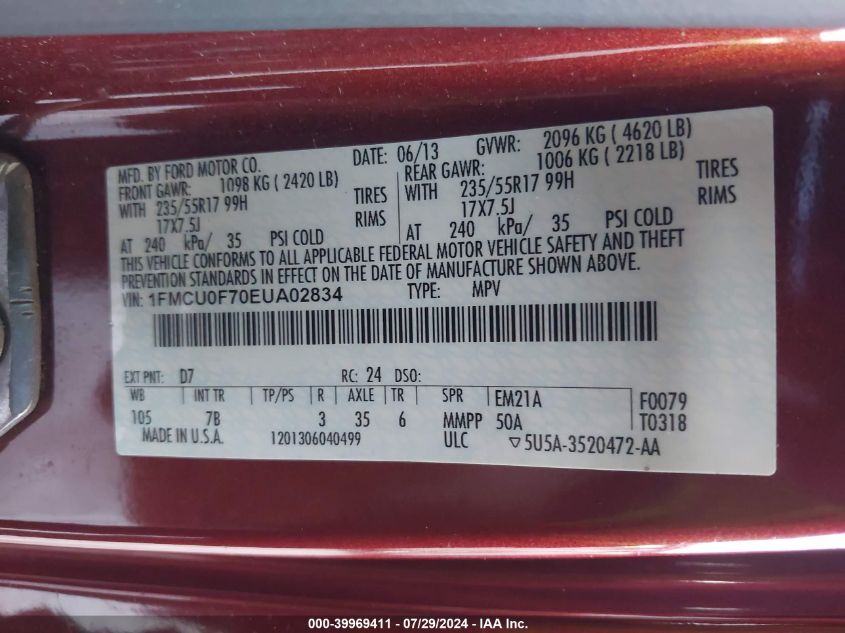 MFD. BY FORD MOTOR CO.
DATE: 06/13 GVWR: 2096 KG ( 4620 LB)
FRONT GAWR: 1098 KG ( 2420 LB)
REAR GAWR: 1006 KG ( 2218 LB)
WITH 235/55R17 99H TIRES
WITH 235/55R17 99H TIRES
17X7.5J RIMS
17X7.5J RIMS
AT 240 kPa/ 35 PSI COLD
AT 240 kPa/ 35 PSI COLD
THIS VEHICLE CONFORMS TO ALL APPLICABLE FEDERAL MOTOR VEHICLE SAFETY AND THEFT
PREVENTION STANDARDS IN EFFECT ON THE DATE OF MANUFACTURE SHOWN ABOVE.
VIN: 1FMCU0F70EUA02834 TYPE: MPV
EXT PNT: D7 RC: 24 DSO:
WB INT TR TP/PS R AXLE TR SPR EM21A F0079
105 7B 3 35 6 MMPP 50A T0318
MADE IN U.S.A. 1201306040499 ULC ▽5U5A-3520472-AA
000-39969411 - 07/29/2024 - © IAA Inc.